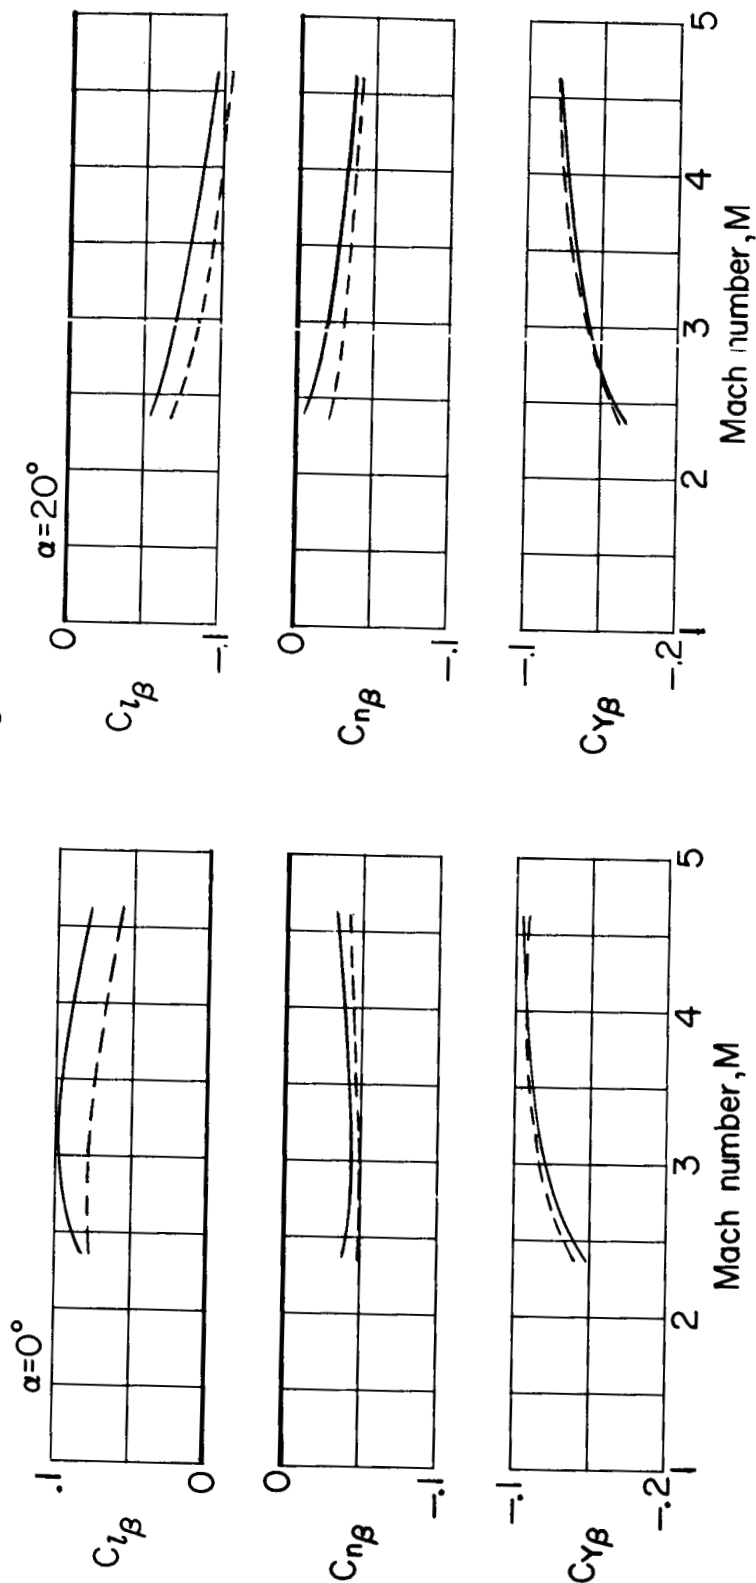 α=0°
.1
C_lβ
0
0
C_nβ
-.1
-.1
C_Yβ
-.2
1 2 3 4 5
Mach number, M
α=20°
0
C_lβ
-.1
0
C_nβ
-.1
-.1
C_Yβ
-.2
1 2 3 4 5
Mach number, M